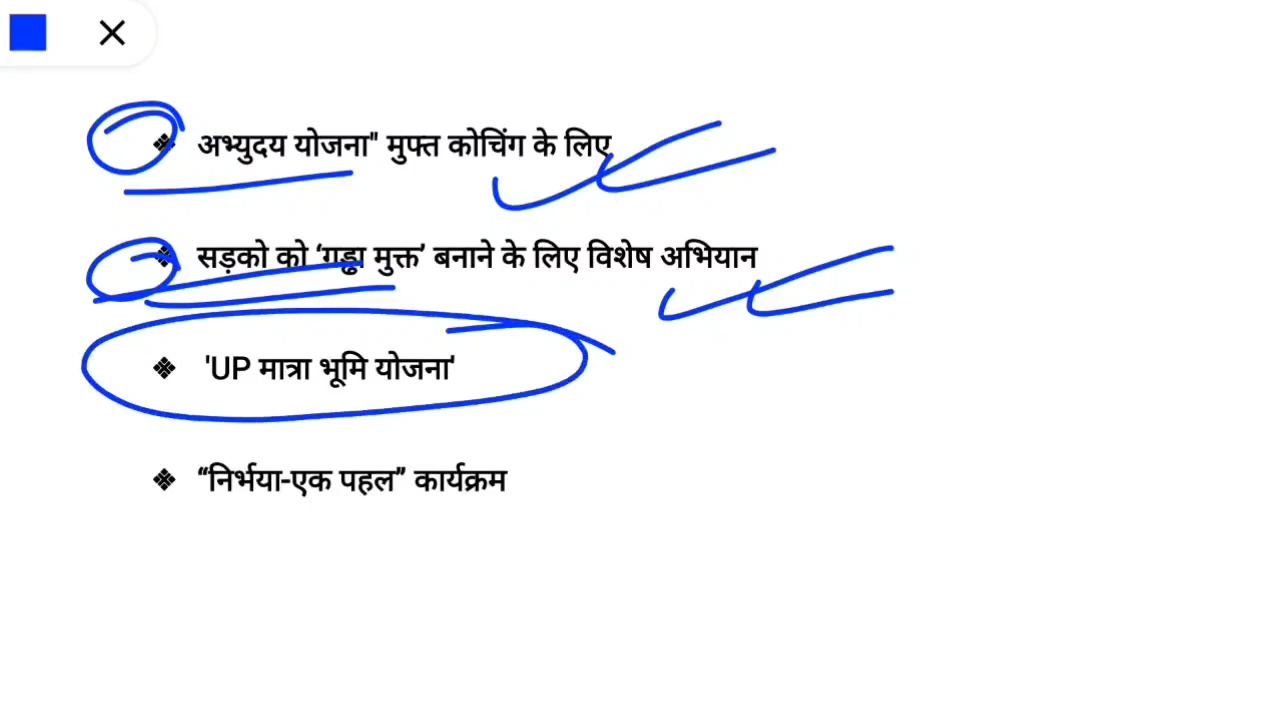 ❖ अभ्युदय योजना" मुफ्त कोचिंग के लिए
❖ सड़को को ‘गड्ढा मुक्त’ बनाने के लिए विशेष अभियान
❖ 'UP मात्रा भूमि योजना'
❖ “निर्भया-एक पहल” कार्यक्रम